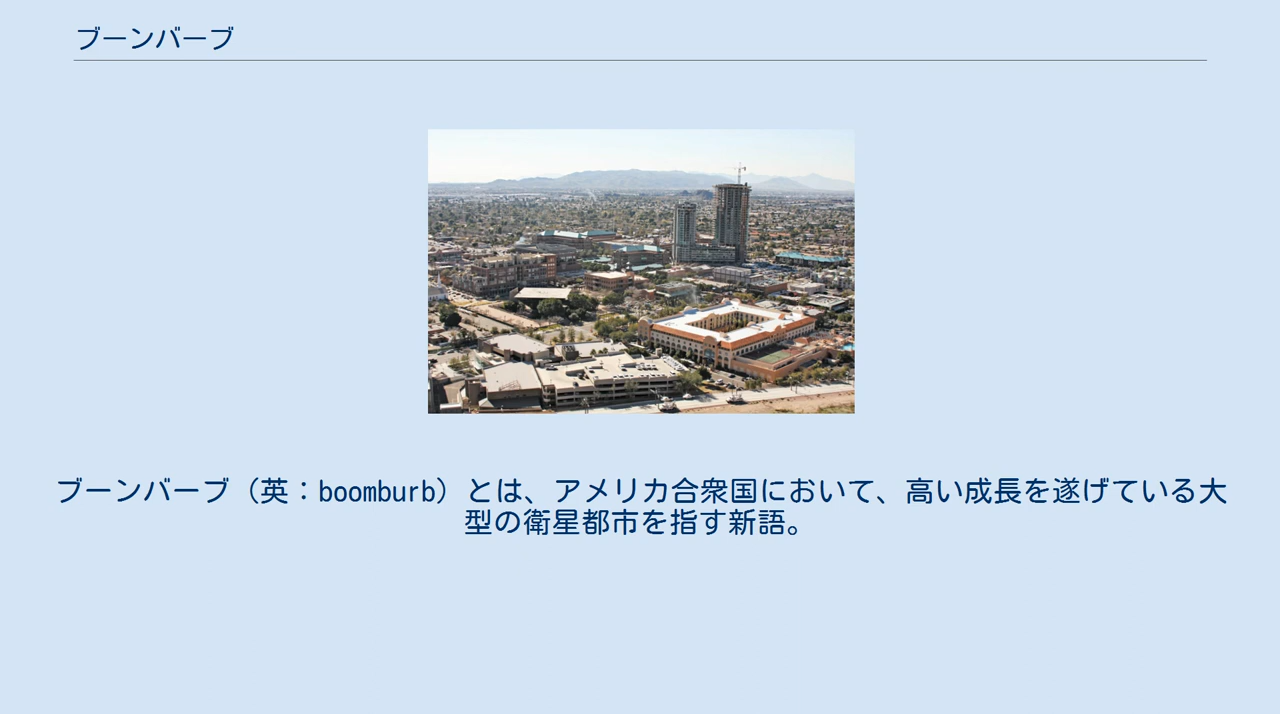 ブーンバーブ
ブーンバーブ（英：boomburb）とは、アメリカ合衆国において、高い成長を遂げている大
型の衛星都市を指す新語。